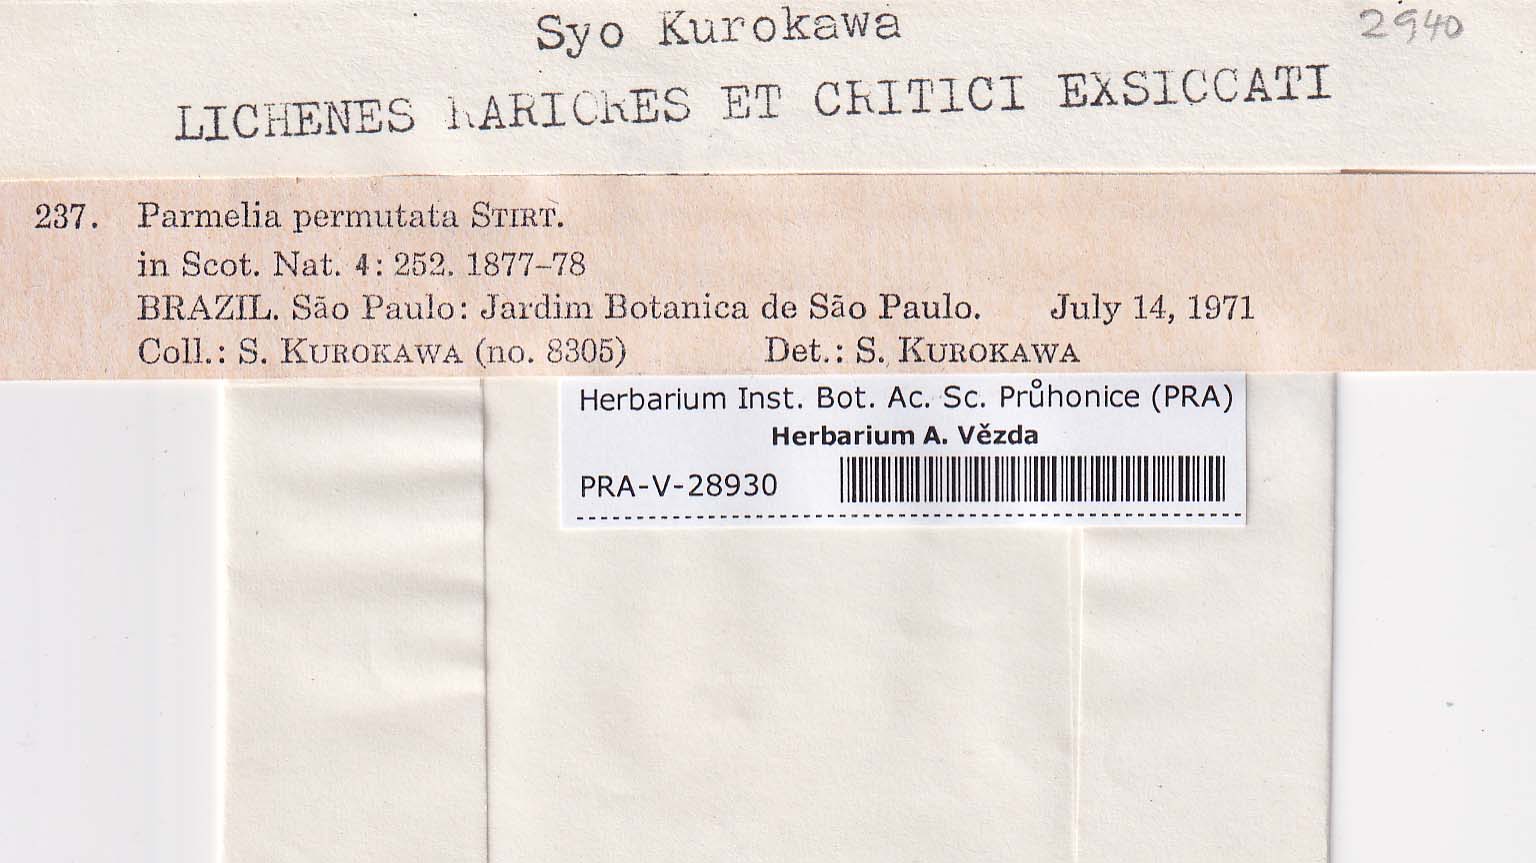 Syo Kurokawa
2940
LICHENES RARIORES ET CRITICI EXSICCATI
237. Parmelia permutata STIRT.
in Scot. Nat. 4: 252. 1877–78
BRAZIL. São Paulo: Jardim Botanica de São Paulo. July 14, 1971
Coll.: S. KUROKAWA (no. 8305) Det.: S. KUROKAWA
Herbarium Inst. Bot. Ac. Sc. Průhonice (PRA)
Herbarium A. Vězda
PRA-V-28930